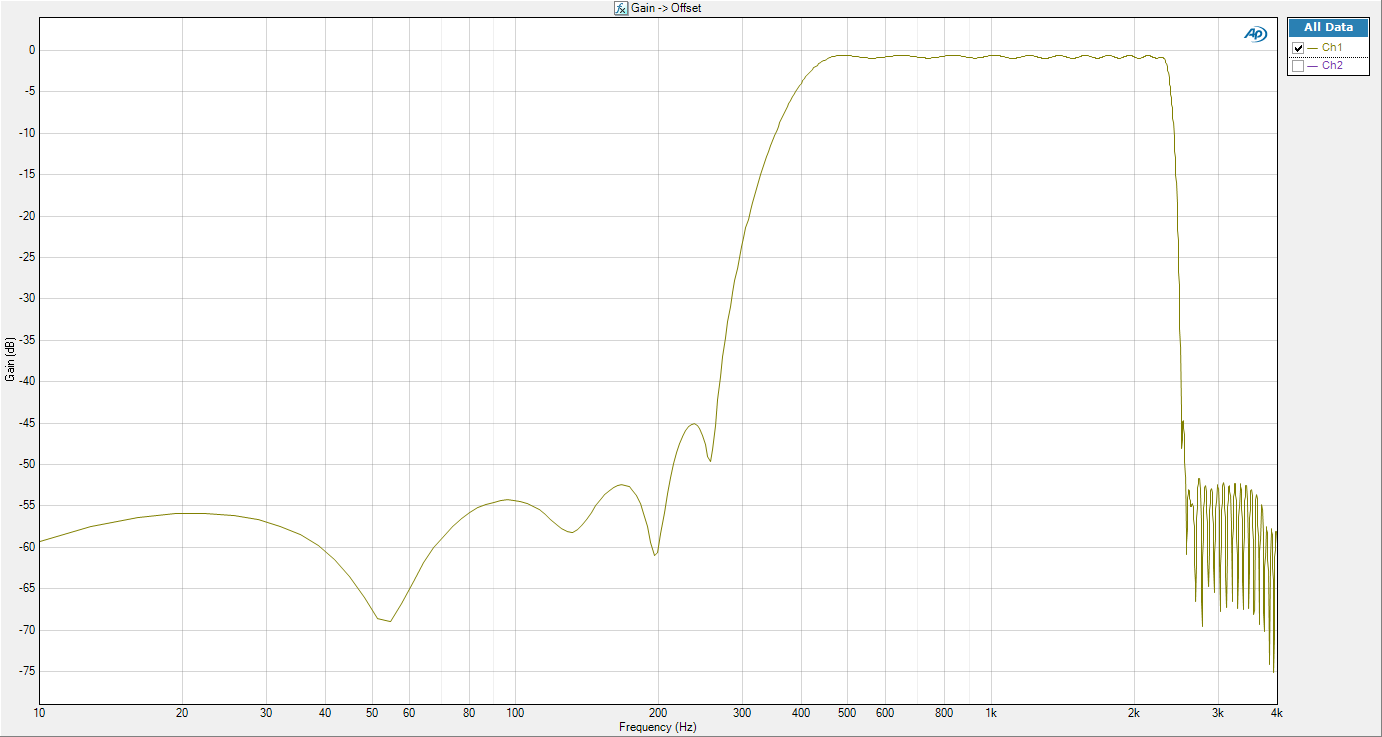 Gain -> Offset
AP
All Data
Ch1
Ch2
Gain (dB)
0
-5
-10
-15
-20
-25
-30
-35
-40
-45
-50
-55
-60
-65
-70
-75
10 20 30 40 50 60 80 100 200 300 400 500 600 800 1k 2k 3k 4k
Frequency (Hz)